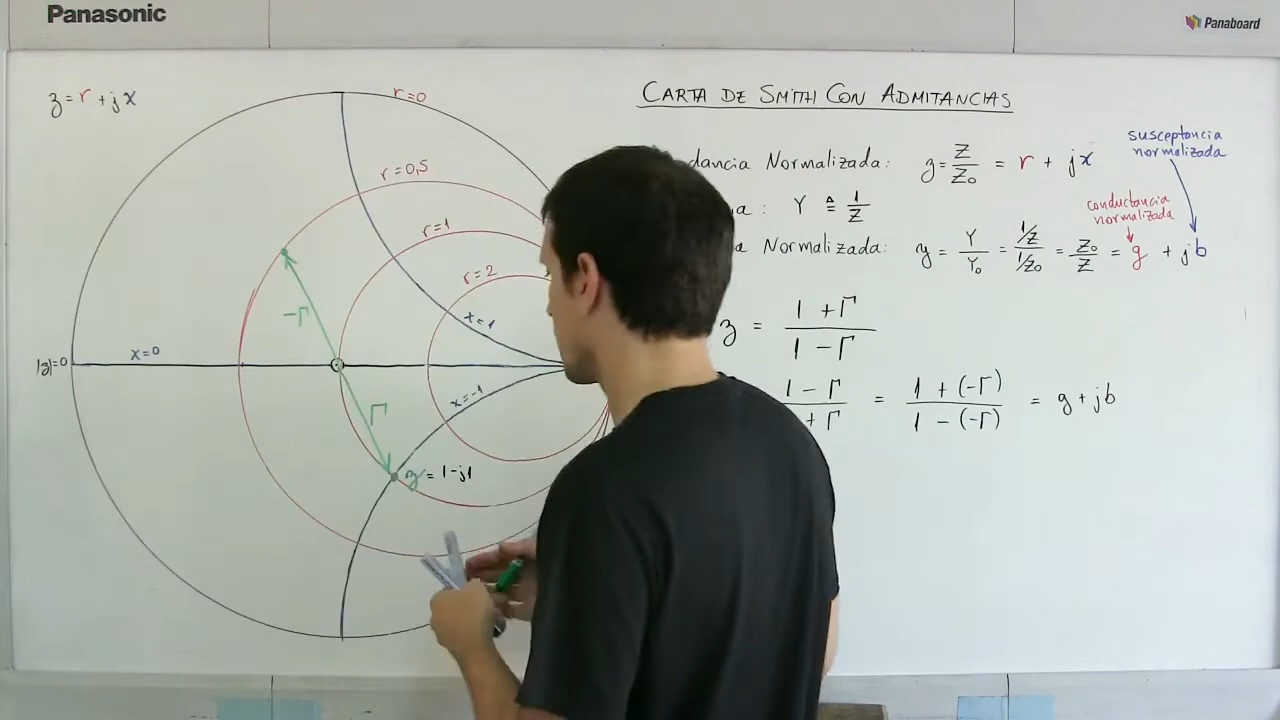 Panasonic
Panaboard
z = r + jx
r=0
r=0,5
r=1
r=2
x=1
x=0
|z|=0
x=-1
-Γ
Γ
z = 1-j1
CARTA DE SMITH CON ADMITANCIAS
dancia Normalizada: z = Z/Z₀ = r + jx
susceptancia
normalizada
a : Y ≜ 1/Z
conductancia
normalizada
a Normalizada: y = Y/Y₀ = (1/Z)/(1/Z₀) = Z₀/Z = g + jb
z = (1 + Γ)/(1 - Γ)
1 - Γ/+ Γ = (1 + (-Γ))/(1 - (-Γ)) = g + jb